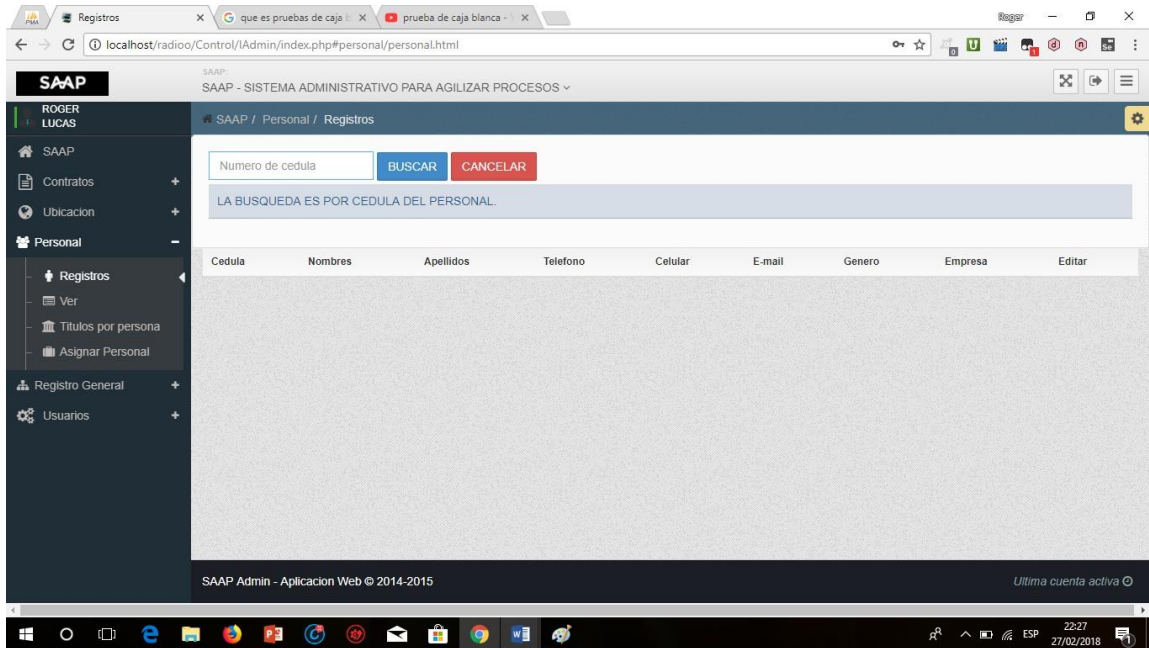 Registros
que es pruebas de caja b
prueba de caja blanca -
Roger
localhost/radioo/Control/IAdmin/index.php#personal/personal.html
SAAP
SAAP:
SAAP - SISTEMA ADMINISTRATIVO PARA AGILIZAR PROCESOS
ROGER
LUCAS
SAAP / Personal / Registros
SAAP
Contratos
Ubicacion
Personal
Registros
Ver
Titulos por persona
Asignar Personal
Registro General
Usuarios
Numero de cedula BUSCAR CANCELAR
LA BUSQUEDA ES POR CEDULA DEL PERSONAL.
Cedula Nombres Apellidos Telefono Celular E-mail Genero Empresa Editar
SAAP Admin - Aplicacion Web © 2014-2015
Ultima cuenta activa
ESP
22:27
27/02/2018